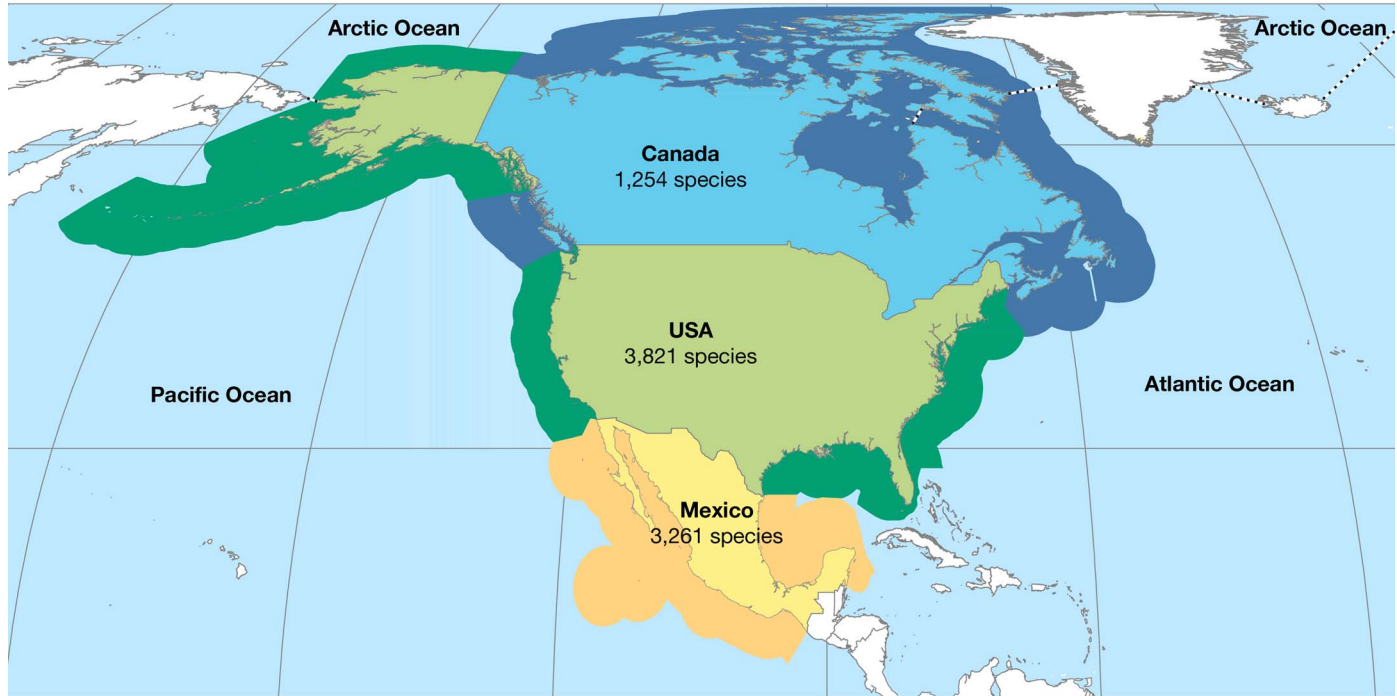 Arctic Ocean
Arctic Ocean
Canada
1,254 species
USA
3,821 species
Pacific Ocean
Atlantic Ocean
Mexico
3,261 species